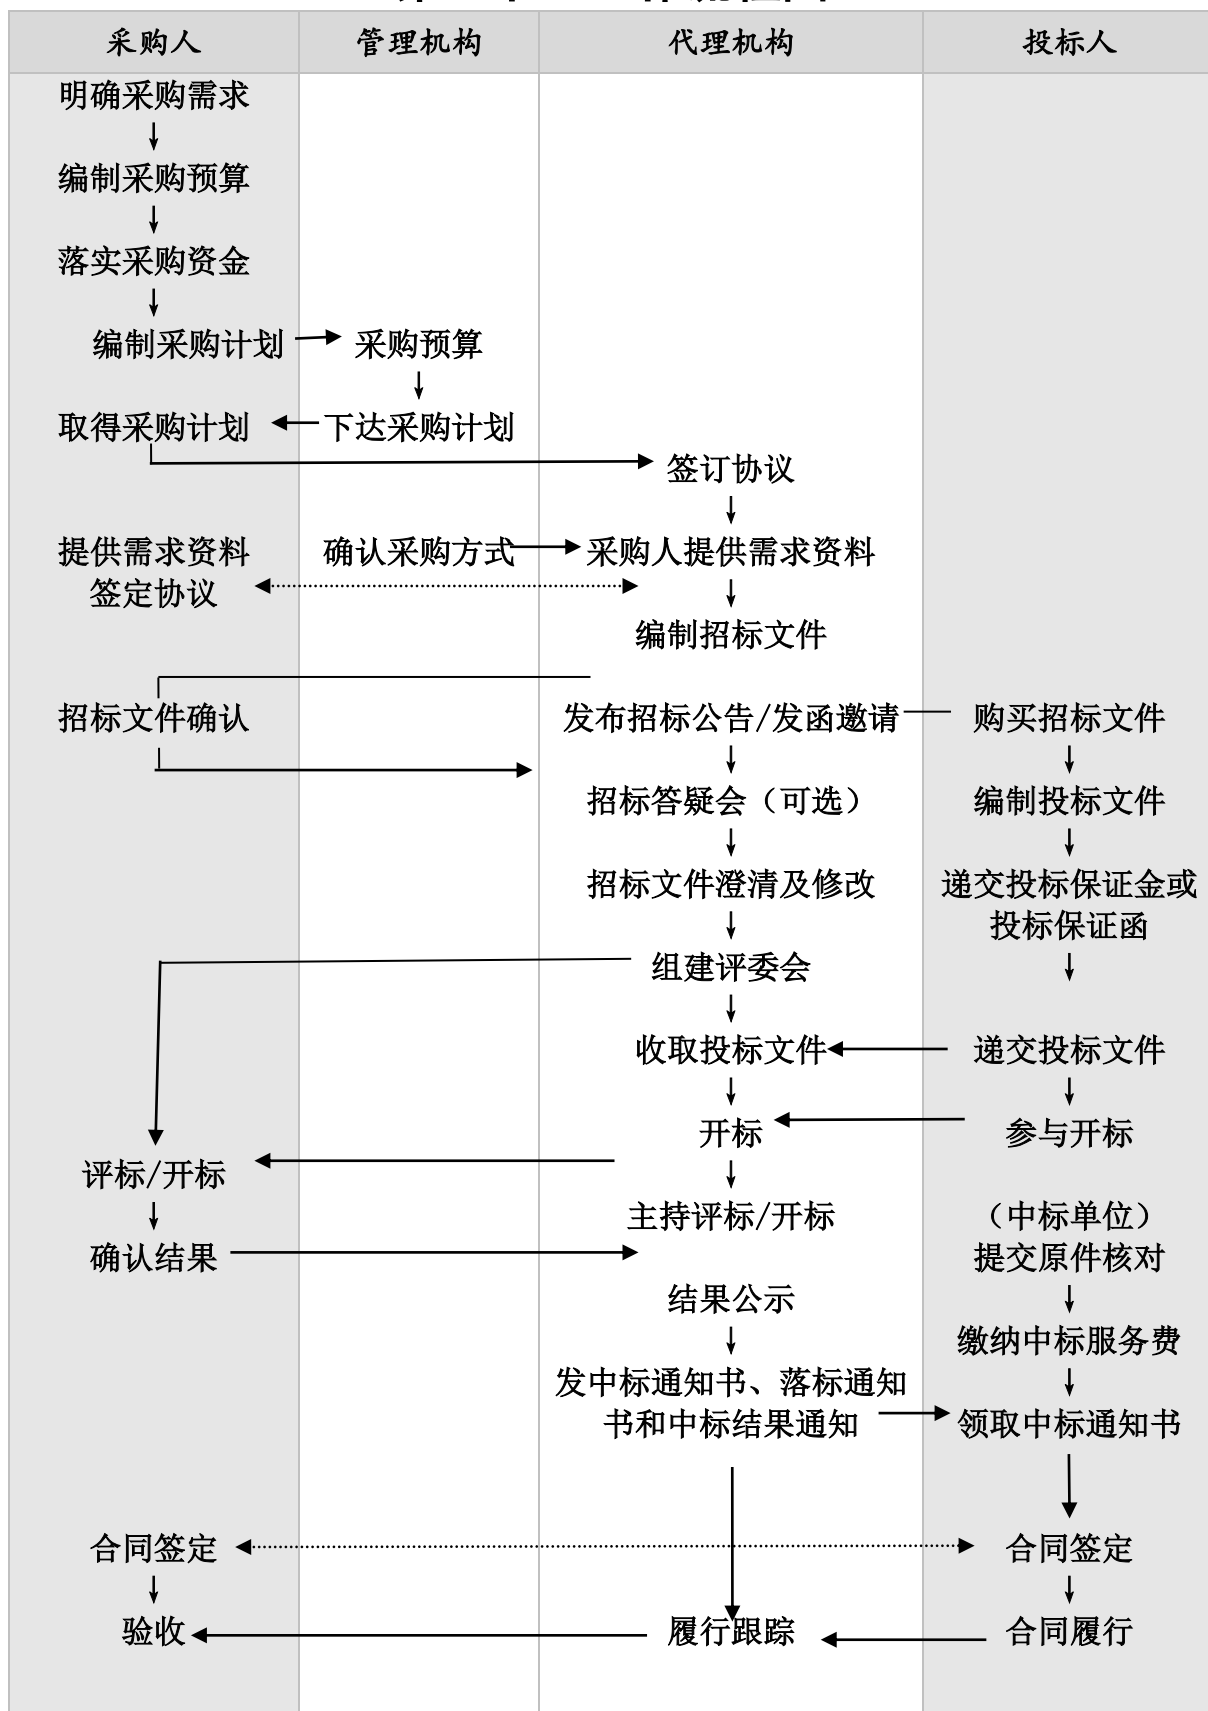 采购人 管理机构 代理机构 投标人
明确采购需求
编制采购预算
落实采购资金
编制采购计划 采购预算
取得采购计划 下达采购计划
签订协议
提供需求资料 确认采购方式 采购人提供需求资料
签定协议
编制招标文件
招标文件确认 发布招标公告/发函邀请 购买招标文件
招标答疑会（可选） 编制投标文件
招标文件澄清及修改 递交投标保证金或
投标保证函
组建评委会
收取投标文件 递交投标文件
开标 参与开标
评标/开标
主持评标/开标 （中标单位）
确认结果 提交原件核对
结果公示
缴纳中标服务费
发中标通知书、落标通知
书和中标结果通知 领取中标通知书
合同签定 合同签定
验收 履行跟踪 合同履行